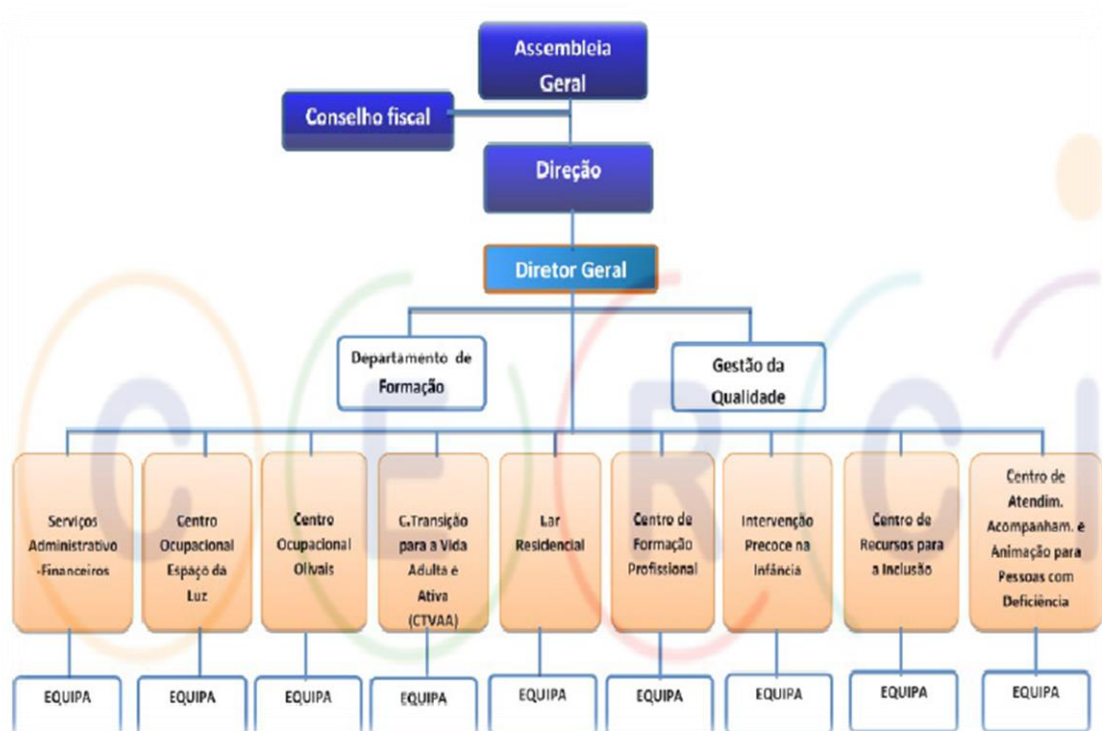 Assembleia
Geral
Conselho fiscal
Direção
Diretor Geral
Departamento de
Formação
Gestão da
Qualidade
Serviços
Administrativo
-Financeiros
Centro
Ocupacional
Espaço da
Luz
Centro
Ocupacional
Olivais
C.Transição
para a Vida
Adulta e
Ativa
(CTVAA)
Lar
Residencial
Centro de
Formação
Profissional
Intervenção
Precoce na
Infância
Centro de
Recursos para
a Inclusão
Centro de
Atendim.
Acompanham. e
Animação para
Pessoas com
Deficiência
EQUIPA
EQUIPA
EQUIPA
EQUIPA
EQUIPA
EQUIPA
EQUIPA
EQUIPA
EQUIPA
CERCI